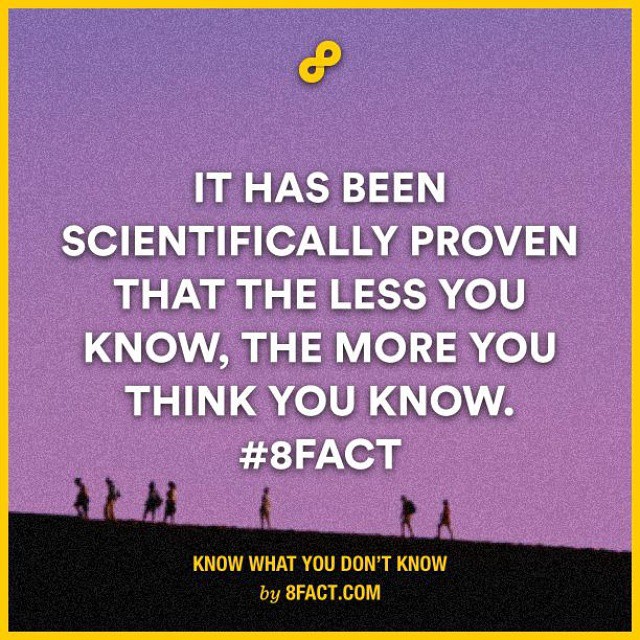 IT HAS BEEN
SCIENTIFICALLY PROVEN
THAT THE LESS YOU
KNOW, THE MORE YOU
THINK YOU KNOW.
#8FACT
KNOW WHAT YOU DON'T KNOW
by 8FACT.COM